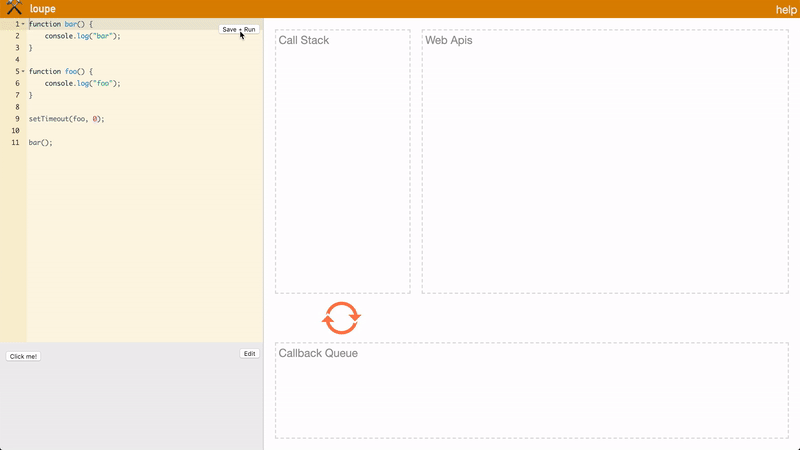 loupe
help
1 function bar() {
2     console.log("bar");
3 }
4
5 function foo() {
6     console.log("foo");
7 }
8
9 setTimeout(foo, 0);
10
11 bar();
Save + Run
Call Stack
Web Apis
Click me!
Edit
Callback Queue